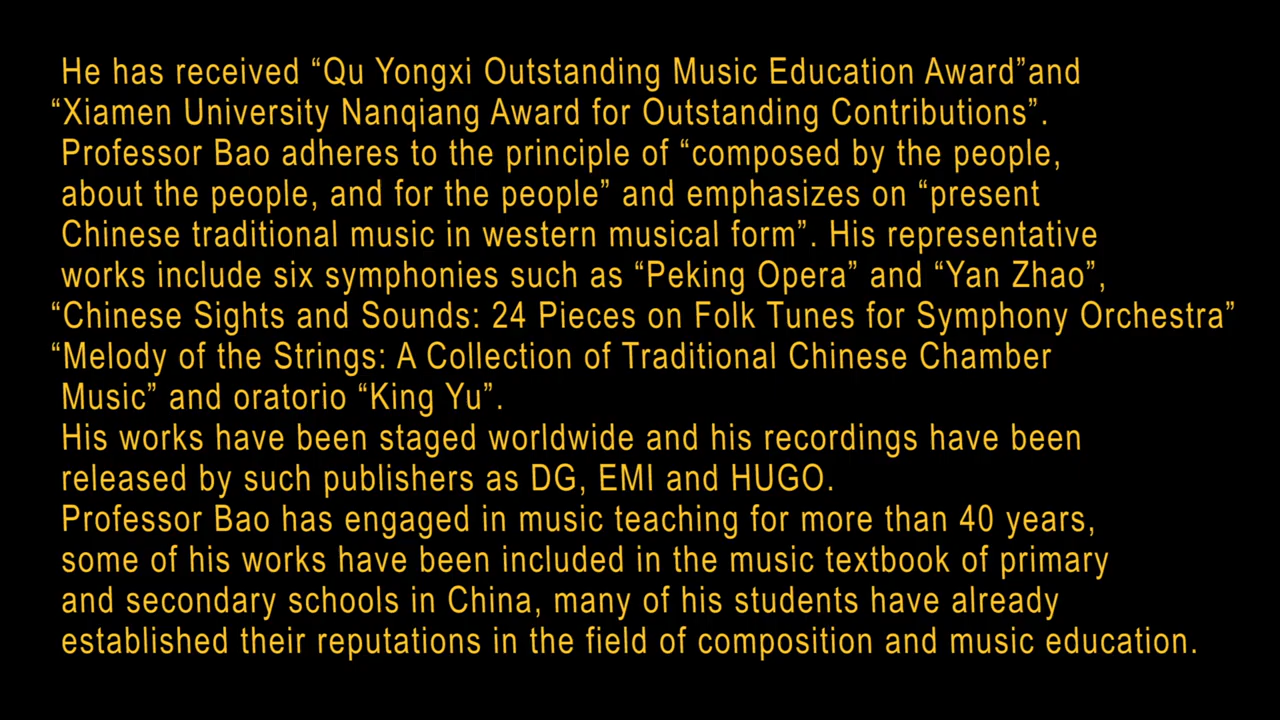 He has received “Qu Yongxi Outstanding Music Education Award”and
“Xiamen University Nanqiang Award for Outstanding Contributions”.
Professor Bao adheres to the principle of “composed by the people,
about the people, and for the people” and emphasizes on “present
Chinese traditional music in western musical form”. His representative
works include six symphonies such as “Peking Opera” and “Yan Zhao”,
“Chinese Sights and Sounds: 24 Pieces on Folk Tunes for Symphony Orchestra”
“Melody of the Strings: A Collection of Traditional Chinese Chamber
Music” and oratorio “King Yu”.
His works have been staged worldwide and his recordings have been
released by such publishers as DG, EMI and HUGO.
Professor Bao has engaged in music teaching for more than 40 years,
some of his works have been included in the music textbook of primary
and secondary schools in China, many of his students have already
established their reputations in the field of composition and music education.